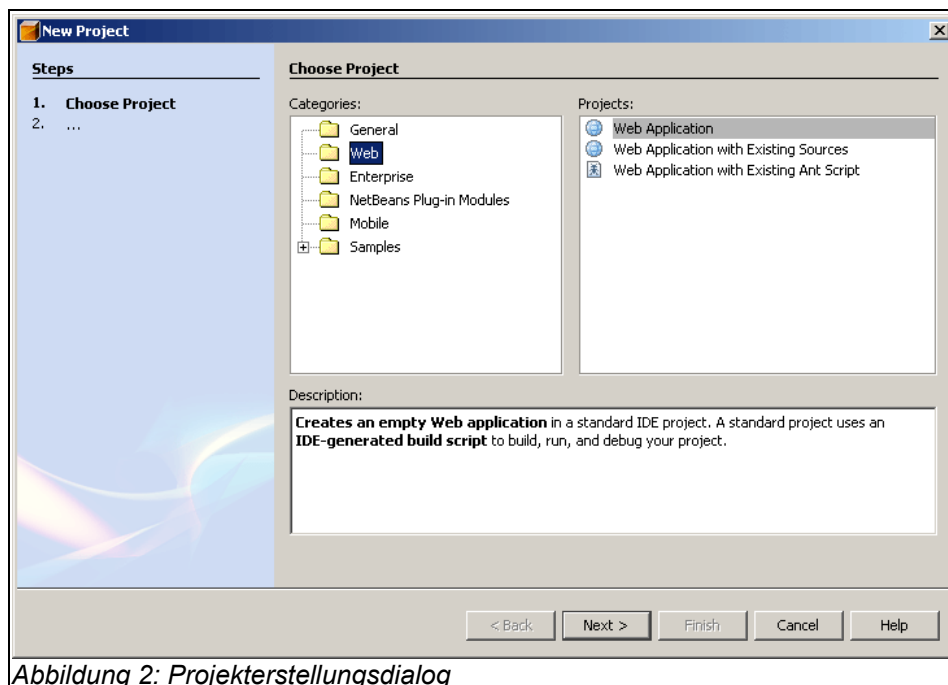 New Project
Steps
1. Choose Project
2. ...
Choose Project
Categories:
General
Web
Enterprise
NetBeans Plug-in Modules
Mobile
Samples
Projects:
Web Application
Web Application with Existing Sources
Web Application with Existing Ant Script
Description:
Creates an empty Web application in a standard IDE project. A standard project uses an
IDE-generated build script to build, run, and debug your project.
< Back
Next >
Finish
Cancel
Help
Abbildung 2: Projekterstellungsdialog